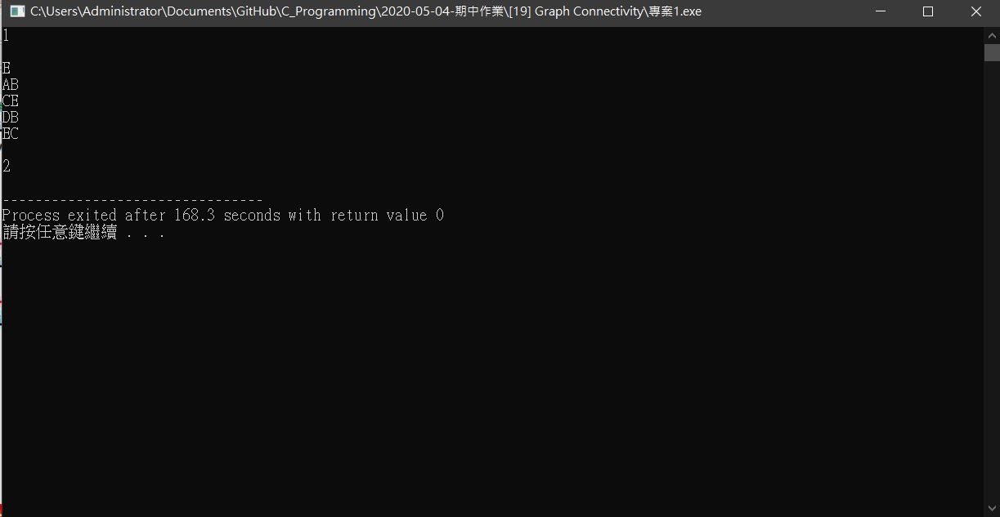 C:\Users\Administrator\Documents\GitHub\C_Programming\2020-05-04-期中作業\[19] Graph Connectivity\專案1.exe
1
E
AB
CE
DB
EC
2
--------------------------------
Process exited after 168.3 seconds with return value 0
請按任意鍵繼續 . . .